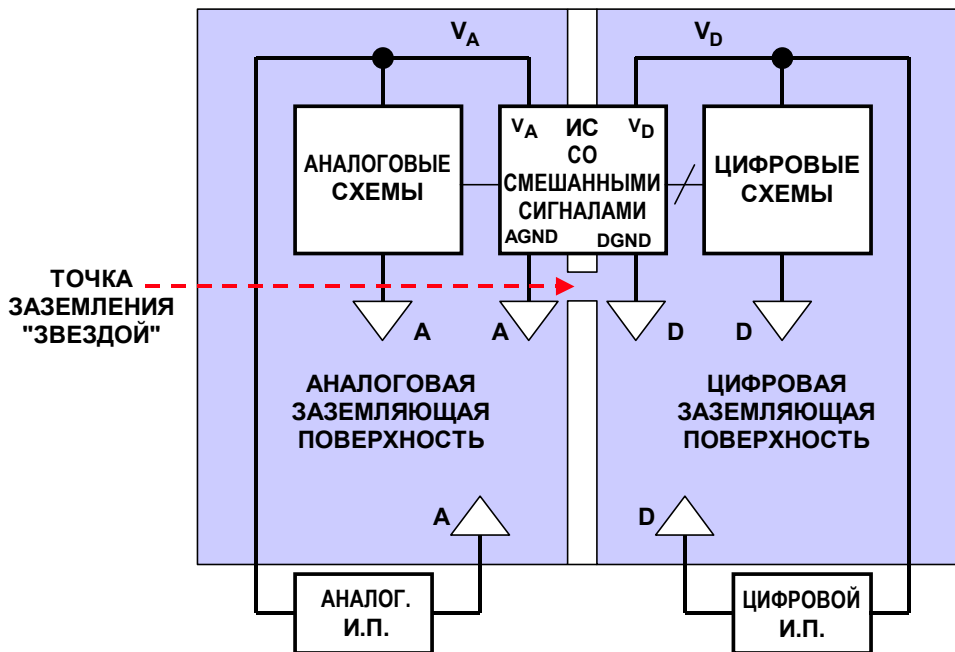 V_A
V_D
АНАЛОГОВЫЕ
СХЕМЫ
V_A ИС V_D
СО
СМЕШАННЫМИ
СИГНАЛАМИ
AGND DGND
ЦИФРОВЫЕ
СХЕМЫ
ТОЧКА
ЗАЗЕМЛЕНИЯ
"ЗВЕЗДОЙ"
A
A
D
D
АНАЛОГОВАЯ
ЗАЗЕМЛЯЮЩАЯ
ПОВЕРХНОСТЬ
ЦИФРОВАЯ
ЗАЗЕМЛЯЮЩАЯ
ПОВЕРХНОСТЬ
A
D
АНАЛОГ.
И.П.
ЦИФРОВОЙ
И.П.